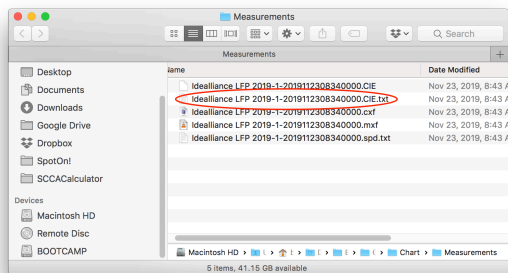 Measurements
Search
Measurements
+
Desktop
Documents
Downloads
Google Drive
Dropbox
SpotOn!
SCCACalculator
Devices
Macintosh HD
Remote Disc
BOOTCAMP
Name Date Modified
Idealliance LFP 2019-1-2019112308340000.CIE Nov 23, 2019, 8:43 A
Idealliance LFP 2019-1-2019112308340000.CIE.txt Nov 23, 2019, 8:43 A
Idealliance LFP 2019-1-2019112308340000.cxf Nov 23, 2019, 8:43 A
Idealliance LFP 2019-1-2019112308340000.mxf Nov 23, 2019, 8:43 A
Idealliance LFP 2019-1-2019112308340000.spd.txt Nov 23, 2019, 8:43 A
Macintosh HD › › › › › › Chart › Measurements
5 items, 41.15 GB available